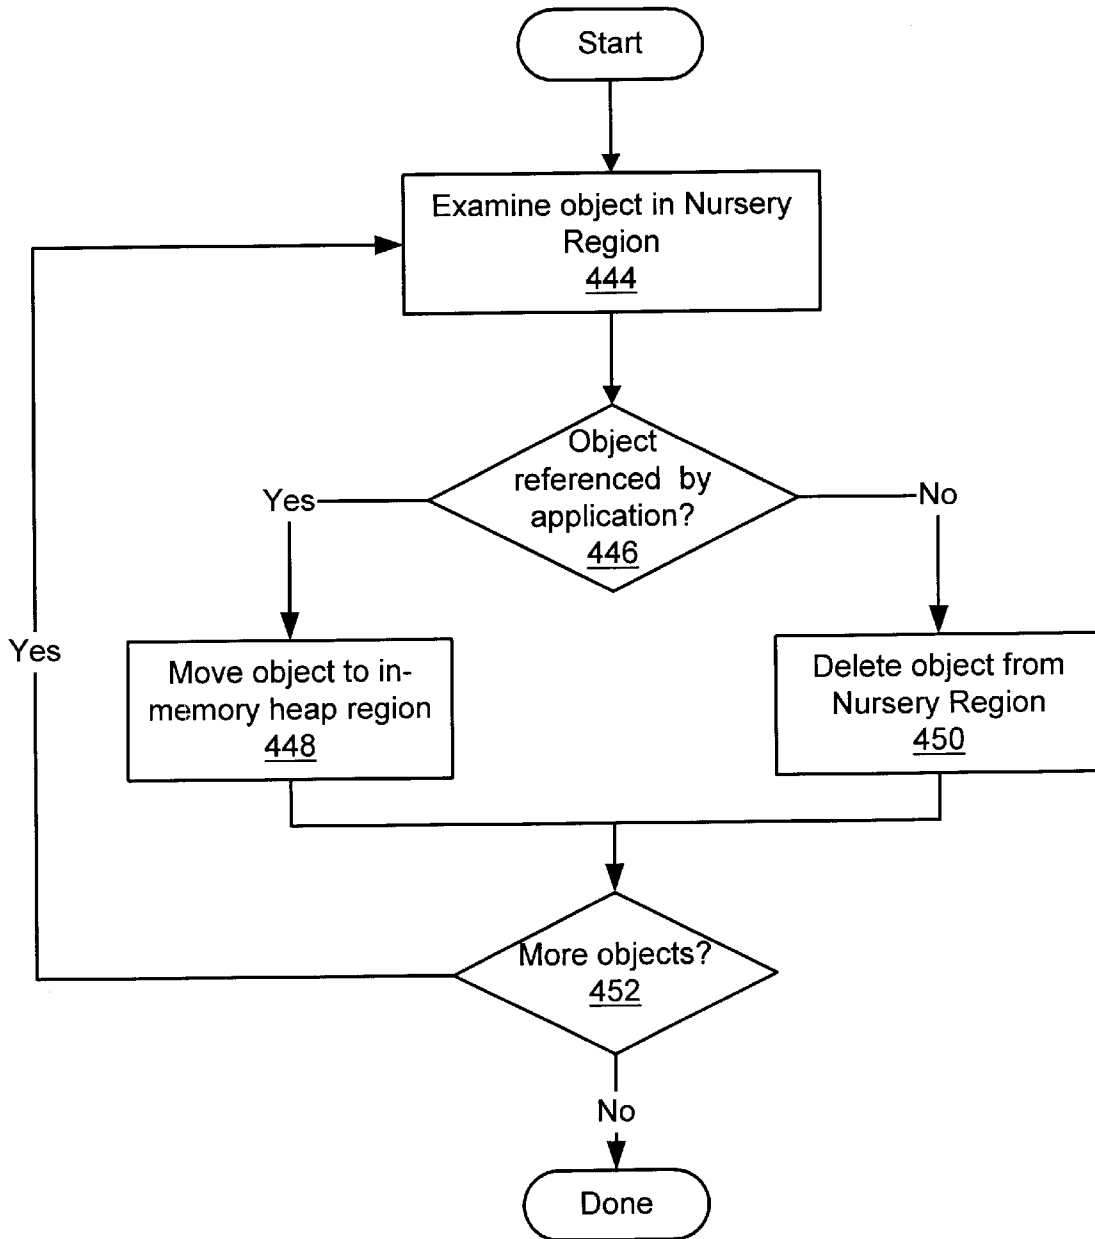 Start
Examine object in Nursery
Region
444
Object
referenced by
application?
446
Yes
No
Yes
Move object to in-
memory heap region
448
Delete object from
Nursery Region
450
More objects?
452
No
Done